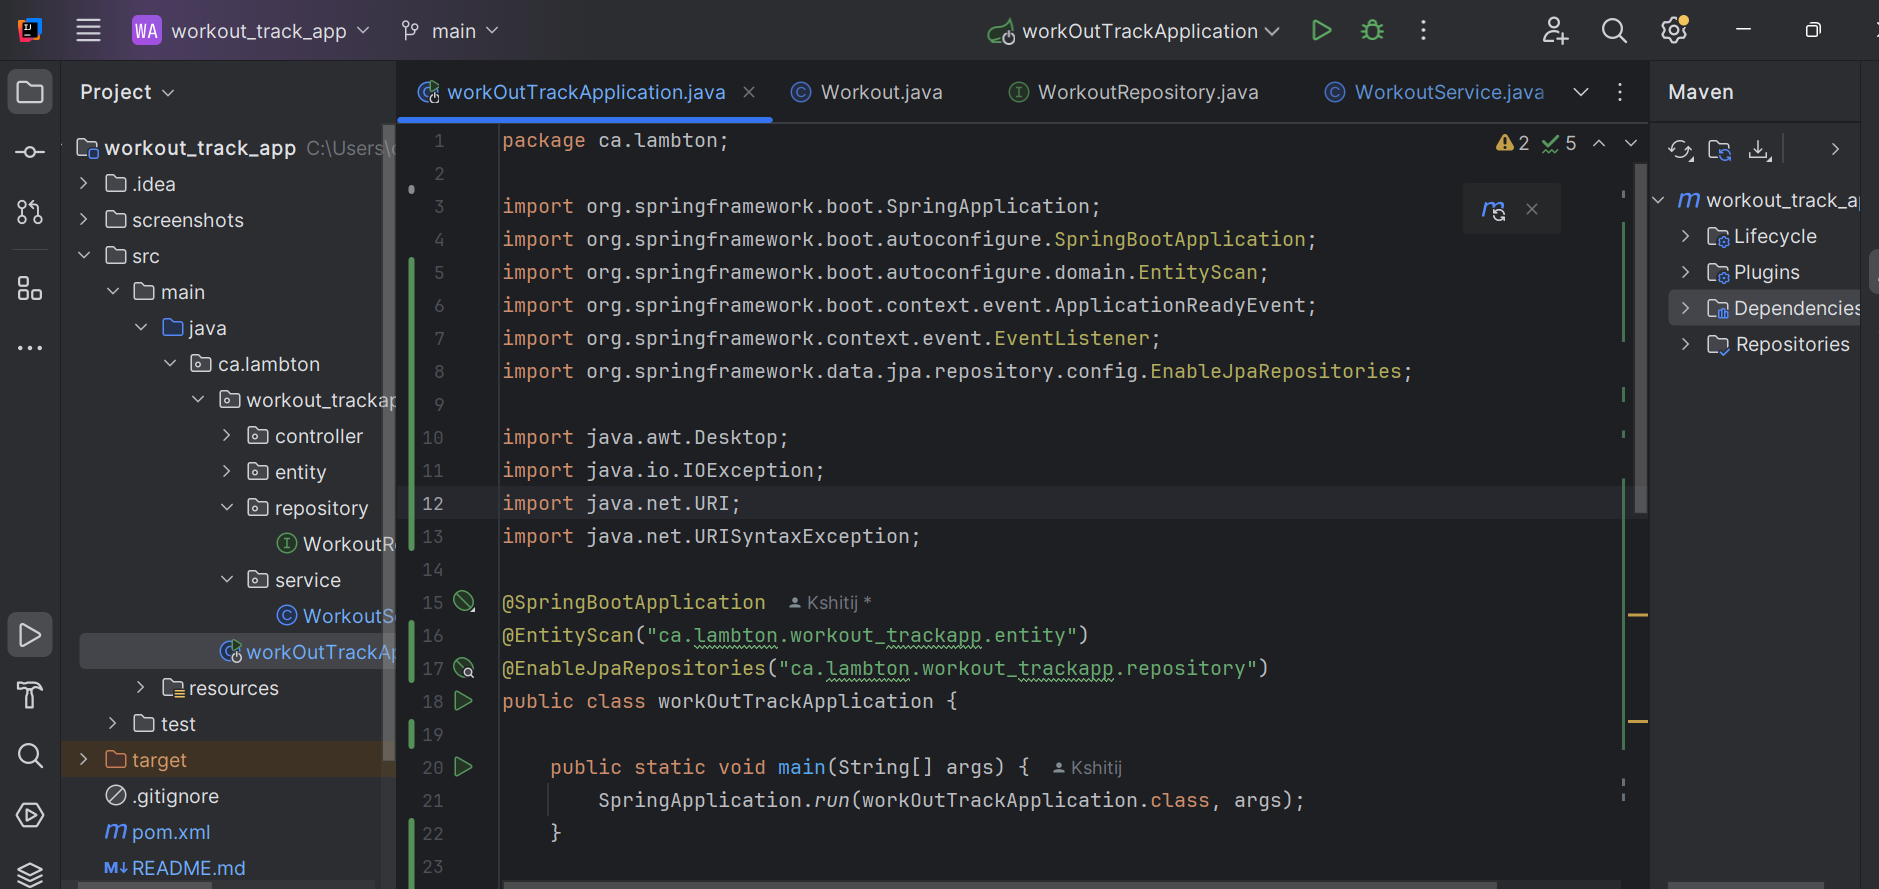 WA workout_track_app main workOutTrackApplication
Project
workOutTrackApplication.java Workout.java WorkoutRepository.java WorkoutService.java
Maven
workout_track_app C:\Users\
.idea
screenshots
src
main
java
ca.lambton
workout_trackap
controller
entity
repository
WorkoutR
service
WorkoutS
workOutTrackAp
resources
test
target
.gitignore
pom.xml
README.md
2 5
1 package ca.lambton;
2
3 import org.springframework.boot.SpringApplication;
4 import org.springframework.boot.autoconfigure.SpringBootApplication;
5 import org.springframework.boot.autoconfigure.domain.EntityScan;
6 import org.springframework.boot.context.event.ApplicationReadyEvent;
7 import org.springframework.context.event.EventListener;
8 import org.springframework.data.jpa.repository.config.EnableJpaRepositories;
9
10 import java.awt.Desktop;
11 import java.io.IOException;
12 import java.net.URI;
13 import java.net.URISyntaxException;
14
15 @SpringBootApplication Kshitij *
16 @EntityScan("ca.lambton.workout_trackapp.entity")
17 @EnableJpaRepositories("ca.lambton.workout_trackapp.repository")
18 public class workOutTrackApplication {
19
20 public static void main(String[] args) { Kshitij
21 SpringApplication.run(workOutTrackApplication.class, args);
22 }
23
workout_track_a
Lifecycle
Plugins
Dependencies
Repositories